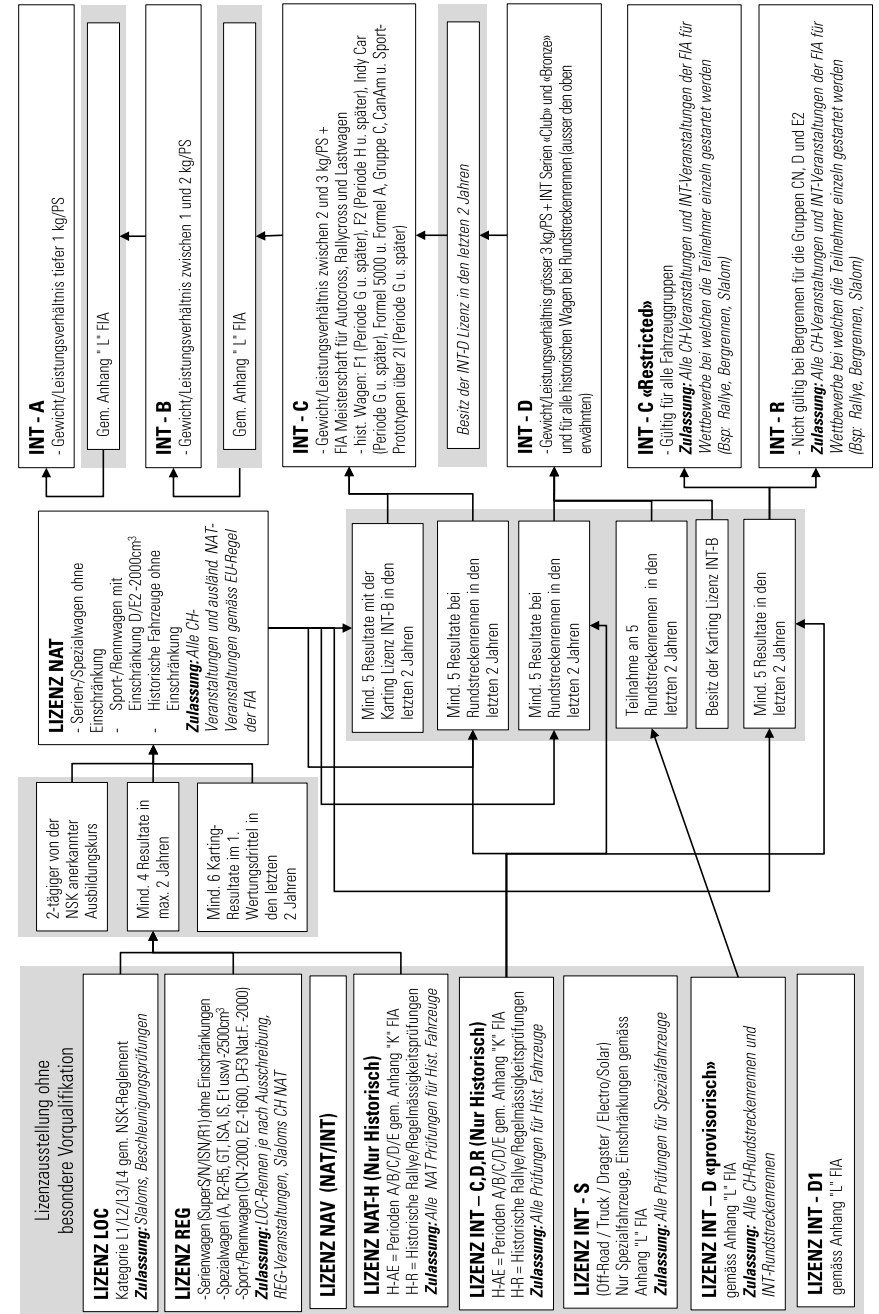 Lizenzausstellung ohne
besondere Vorqualifikation
LIZENZ LOC
Kategorie L1/L2/L3/L4 gem. NSK-Reglement
Zulassung: Slaloms, Beschleunigungsprüfungen
LIZENZ REG
-Serienwagen (SuperS/N/ISN/R1) ohne Einschränkungen
-Spezialwagen (A, R2-R5, GT, ISA, IS, E1 usw) -2500cm³
-Sport-/Rennwagen (CN-2000, E2-1600, D-F3 Nat.F. -2000)
Zulassung: LOC-Rennen je nach Ausschreibung,
REG-Veranstaltungen, Slaloms CH NAT
LIZENZ NAV (NAT/INT)
LIZENZ NAT-H (Nur Historisch)
H-AE = Perioden A/B/C/D/E gem. Anhang "K" FIA
H-R = Historische Rallye/Regelmässigkeitsprüfungen
Zulassung: Alle NAT Prüfungen für Hist. Fahrzeuge
LIZENZ INT – C,D,R (Nur Historisch)
H-AE = Perioden A/B/C/D/E gem. Anhang "K" FIA
H-R = Historische Rallye/Regelmässigkeitsprüfungen
Zulassung: Alle Prüfungen für Hist. Fahrzeuge
LIZENZ INT - S
(Off-Road / Truck / Dragster / Electro/Solar)
Nur Spezialfahrzeuge, Einschränkungen gemäss
Anhang "L" FIA
Zulassung: Alle Prüfungen für Spezialfahrzeuge
LIZENZ INT – D «provisorisch»
gemäss Anhang "L" FIA
Zulassung: Alle CH-Rundstreckenrennen und
INT-Rundstreckenrennen
LIZENZ INT - D1
gemäss Anhang "L" FIA
2-tägiger von der
NSK anerkannter
Ausbildungskurs
Mind. 4 Resultate in
max. 2 Jahren
Mind. 6 Karting-
Resultate im 1.
Wertungsdrittel in
den letzten
2 Jahren
LIZENZ NAT
- Serien-/Spezialwagen ohne
Einschränkung
- Sport-/Rennwagen mit
Einschränkung D/E2 -2000cm³
- Historische Fahrzeuge ohne
Einschränkung
Zulassung: Alle CH-
Veranstaltungen und ausländ. NAT-
Veranstaltungen gemäss EU-Regel
der FIA
Mind. 5 Resultate mit der
Karting Lizenz INT-B in den
letzten 2 Jahren
Mind. 5 Resultate bei
Rundstreckenrennen in den
letzten 2 Jahren
Mind. 5 Resultate bei
Rundstreckenrennen in den
letzten 2 Jahren
Teilnahme an 5
Rundstreckenrennen in den
letzten 2 Jahren
Besitz der Karting Lizenz INT-B
Mind. 5 Resultate in den
letzten 2 Jahren
INT - A
- Gewicht/Leistungsverhältnis tiefer 1 kg/PS
Gem. Anhang " L" FIA
INT - B
- Gewicht/Leistungsverhältnis zwischen 1 und 2 kg/PS
Gem. Anhang " L" FIA
INT - C
- Gewicht/Leistungsverhältnis zwischen 2 und 3 kg/PS +
FIA Meisterschaft für Autocross, Rallycross und Lastwagen
- hist. Wagen: F1 (Periode G u. später), F2 (Periode H u. später), Indy Car
(Periode G u. später), Formel 5000 u. Formel A, Gruppe C, CanAm u. Sport-
Prototypen über 2l (Periode G u. später)
Besitz der INT-D Lizenz in den letzten 2 Jahren
INT - D
- Gewicht/Leistungsverhältnis grösser 3 kg/PS + INT Serien «Club» und «Bronze»
und für alle historischen Wagen bei Rundstreckenrennen (ausser den oben
erwähnten)
INT - C «Restricted»
- Gültig für alle Fahrzeuggruppen
Zulassung: Alle CH-Veranstaltungen und INT-Veranstaltungen der FIA für
Wettbewerbe bei welchen die Teilnehmer einzeln gestartet werden
(Bsp: Rallye, Bergrennen, Slalom)
INT - R
- Nicht gültig bei Bergrennen für die Gruppen CN, D und E2
Zulassung: Alle CH-Veranstaltungen und INT-Veranstaltungen der FIA für
Wettbewerbe bei welchen die Teilnehmer einzeln gestartet werden
(Bsp: Rallye, Bergrennen, Slalom)